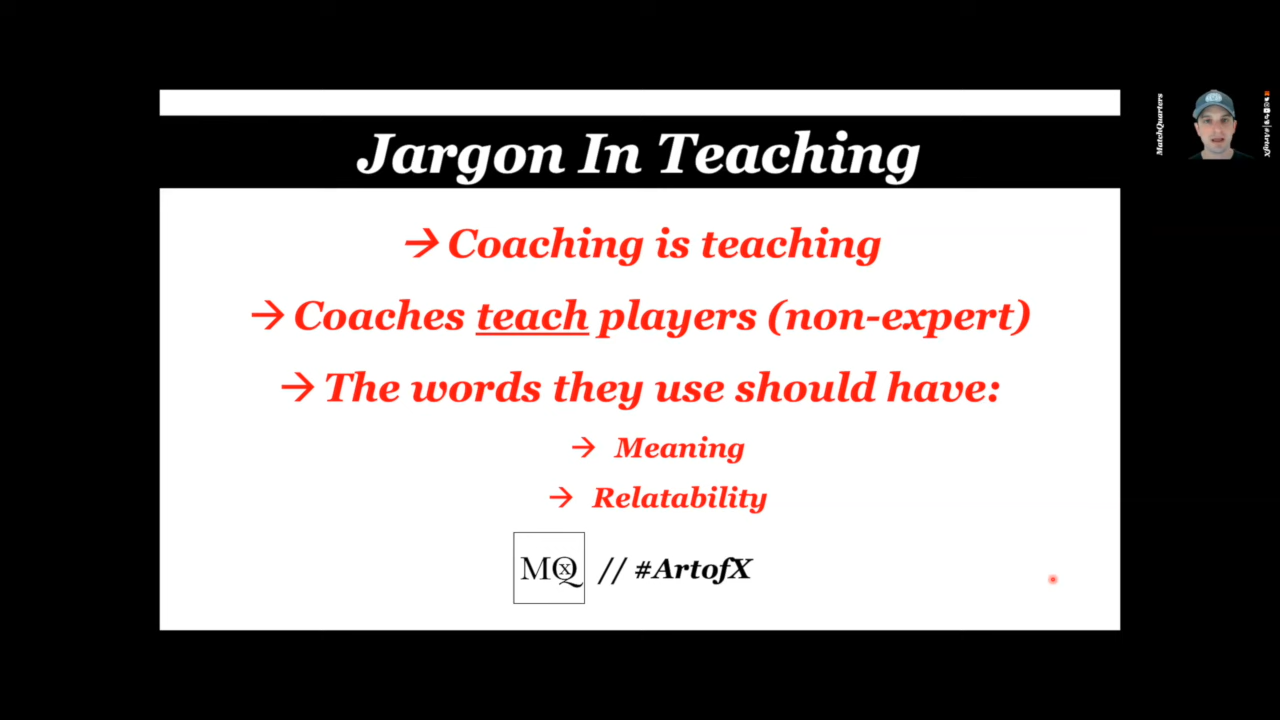 Jargon In Teaching
→ Coaching is teaching
→ Coaches teach players (non-expert)
→ The words they use should have:
→ Meaning
→ Relatability
MQx // #ArtofX
MatchQuarters